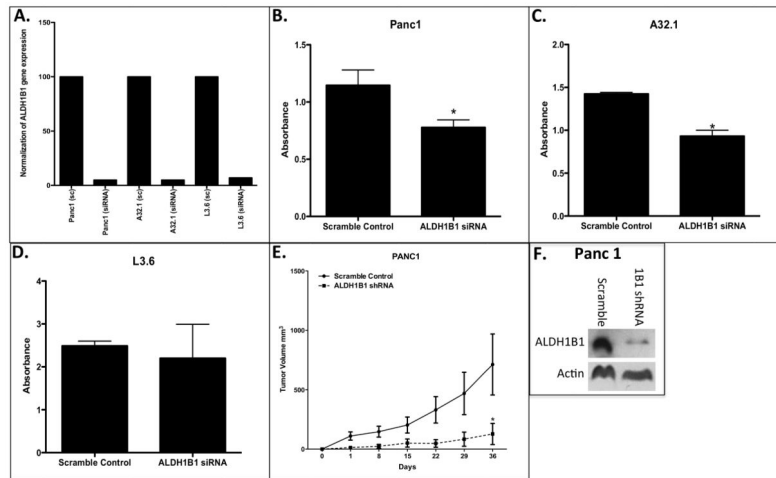 A.
Normalization of ALDH1B1 gene expression
150
100
50
0
Panc1 (sc)
Panc1 (siRNA)
A32.1 (sc)
A32.1 (siRNA)
L3.6 (sc)
L3.6 (siRNA)
B.
Panc1
Absorbance
1.5
1.0
0.5
0.0
*
Scramble Control
ALDH1B1 siRNA
C.
A32.1
Absorbance
2.0
1.5
1.0
0.5
0.0
*
Scramble Control
ALDH1B1 siRNA
D.
L3.6
Absorbance
4
3
2
1
0
Scramble Control
ALDH1B1 siRNA
E.
PANC1
Scramble Control
ALDH1B1 shRNA
Tumor Volume mm³
1500
1000
500
0
*
0 1 8 15 22 29 36
Days
F.
Panc 1
Scramble
1B1 shRNA
ALDH1B1
Actin